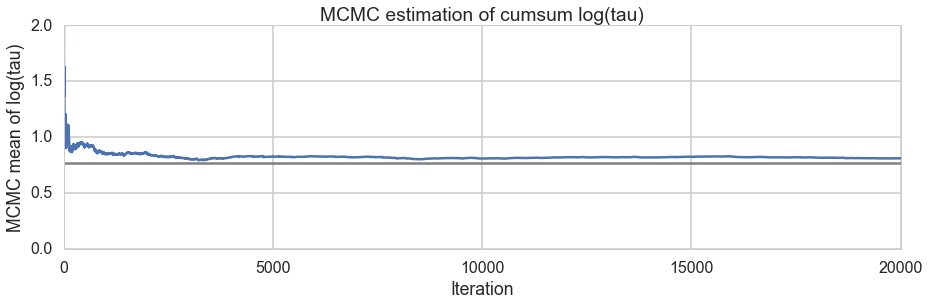 MCMC estimation of cumsum log(tau)
MCMC mean of log(tau)
2.0
1.5
1.0
0.5
0.0
0 5000 10000 15000 20000
Iteration